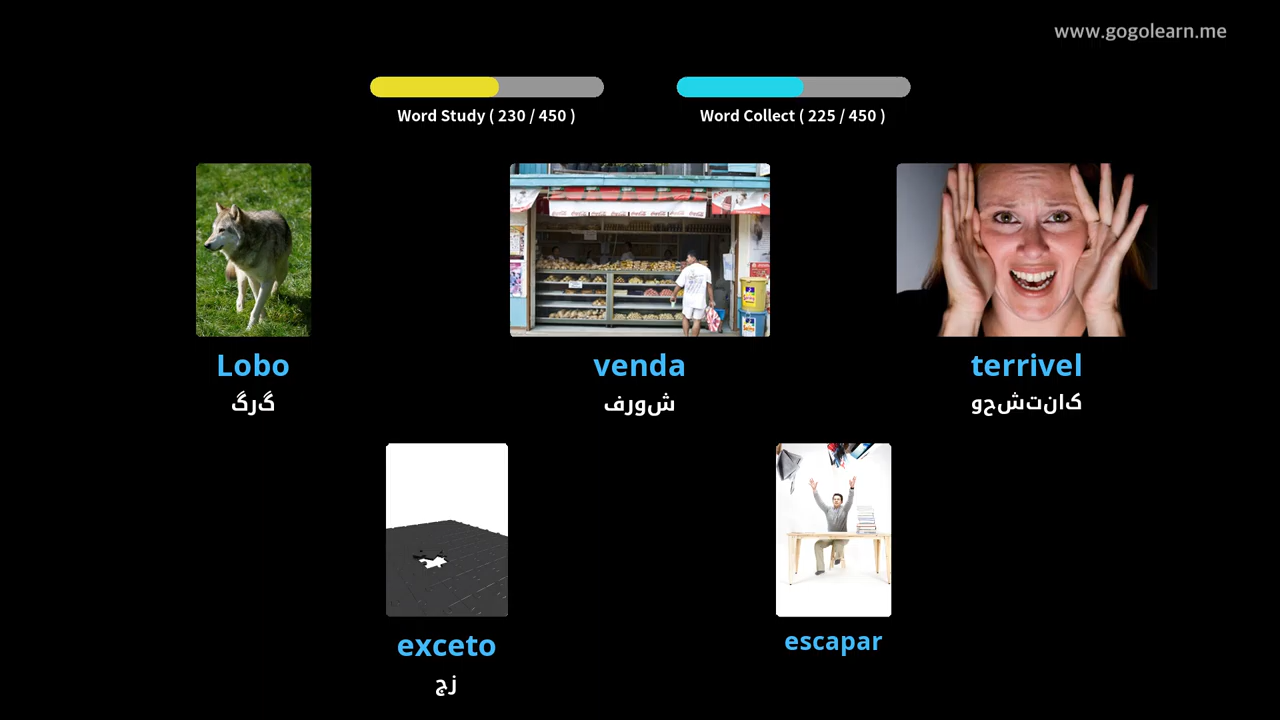 www.gogolearn.me
Word Study ( 230 / 450 )
Word Collect ( 225 / 450 )
Lobo
گرگ
venda
شورف
terrivel
کانتشحو
exceto
زج
escapar